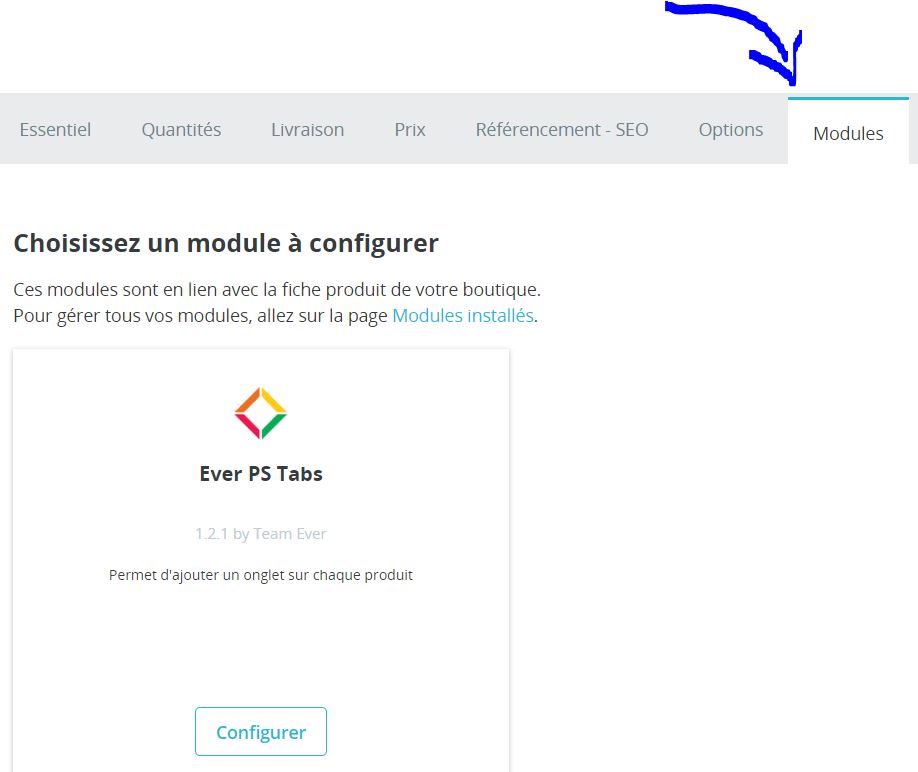 Essentiel Quantités Livraison Prix Référencement - SEO Options Modules
Choisissez un module à configurer
Ces modules sont en lien avec la fiche produit de votre boutique.
Pour gérer tous vos modules, allez sur la page Modules installés.
Ever PS Tabs
1.2.1 by Team Ever
Permet d'ajouter un onglet sur chaque produit
Configurer